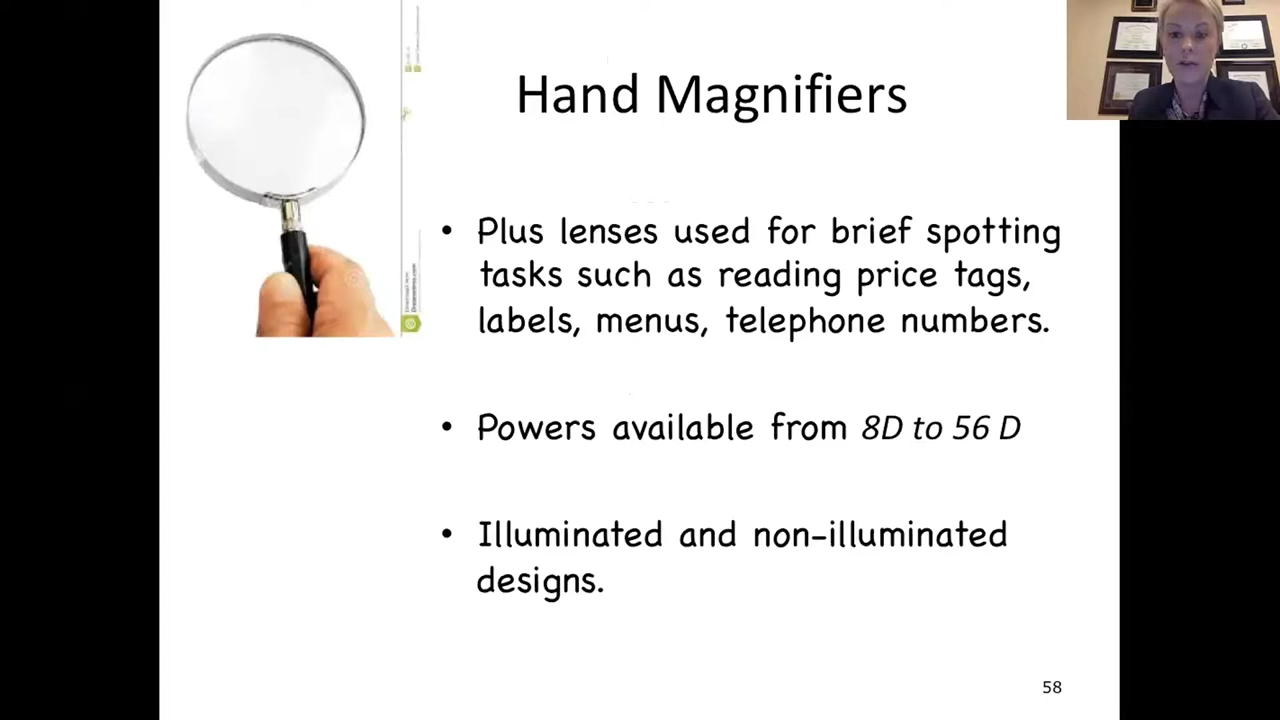 Hand Magnifiers
• Plus lenses used for brief spotting
tasks such as reading price tags,
labels, menus, telephone numbers.
• Powers available from 8D to 56 D
• Illuminated and non-illuminated
designs.
58